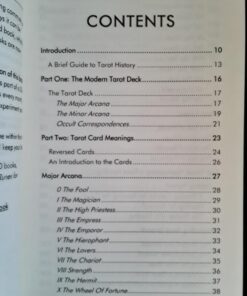 CONTENTS
Introduction 10
A Brief Guide to Tarot History 13
Part One: The Modern Tarot Deck 16
The Tarot Deck 17
The Major Arcana 17
The Minor Arcana 19
Occult Correspondences 21
Part Two: Tarot Card Meanings 23
Reversed Cards 24
An Introduction to the Cards 26
Major Arcana 27
0 The Fool 28
I The Magician 29
II The High Priestess 30
III The Empress 31
IV The Emperor 32
V The Hierophant 33
VI The Lovers 34
VII The Chariot 35
VIII Strength 36
IX The Hermit 37
X The Wheel Of Fortune 38